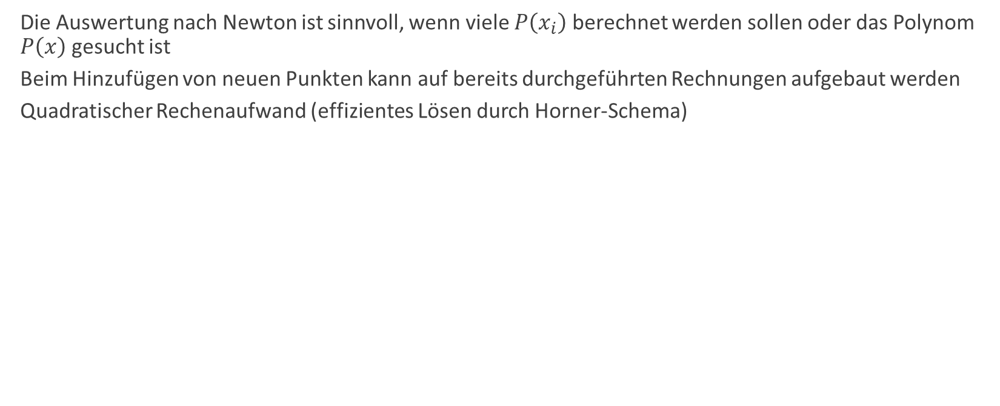 Die Auswertung nach Newton ist sinnvoll, wenn viele P(xᵢ) berechnet werden sollen oder das Polynom
P(x) gesucht ist
Beim Hinzufügen von neuen Punkten kann auf bereits durchgeführten Rechnungen aufgebaut werden
Quadratischer Rechenaufwand (effizientes Lösen durch Horner-Schema)